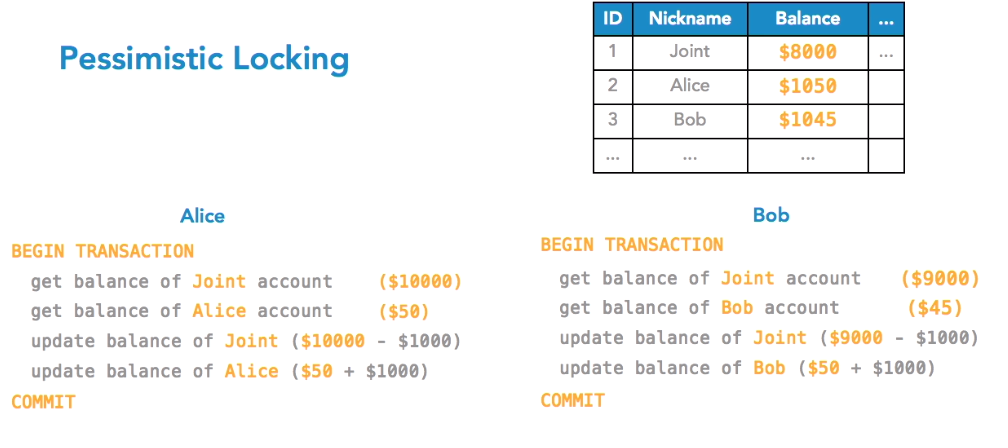 Pessimistic Locking
ID Nickname Balance ...
1 Joint $8000 ...
2 Alice $1050
3 Bob $1045
... ... ...
Alice
BEGIN TRANSACTION
get balance of Joint account ($10000)
get balance of Alice account ($50)
update balance of Joint ($10000 - $1000)
update balance of Alice ($50 + $1000)
COMMIT
Bob
BEGIN TRANSACTION
get balance of Joint account ($9000)
get balance of Bob account ($45)
update balance of Joint ($9000 - $1000)
update balance of Bob ($50 + $1000)
COMMIT